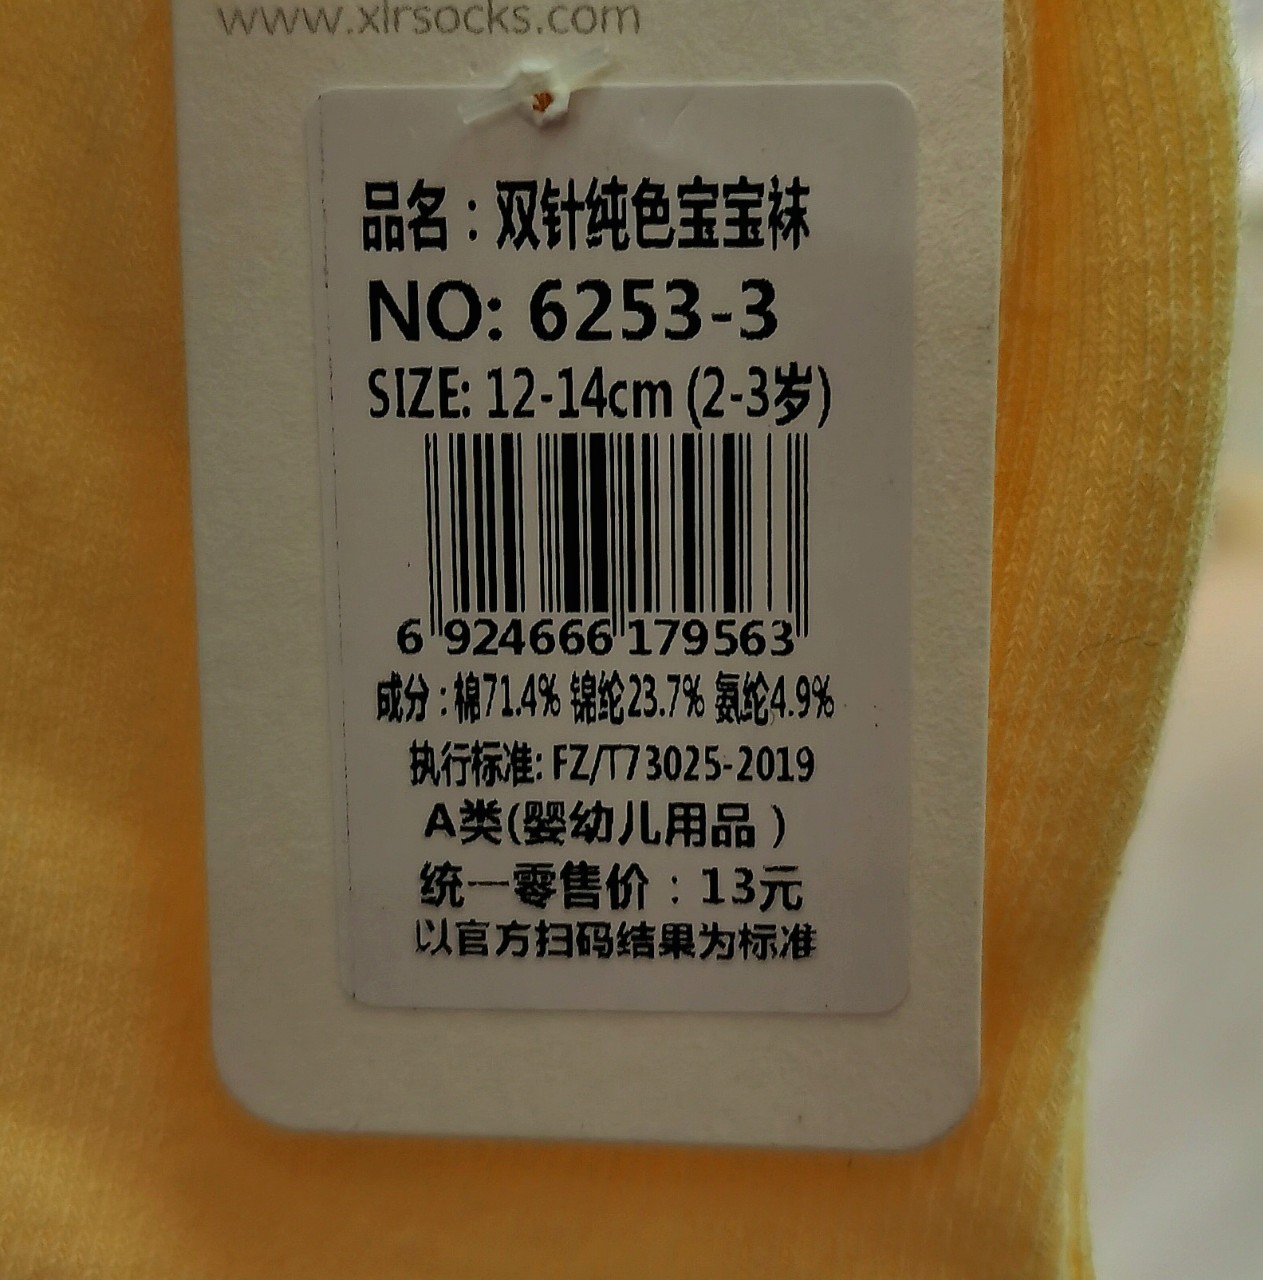 www.xlrsocks.com
品名：双针纯色宝宝袜
NO: 6253-3
SIZE: 12-14cm (2-3岁)
6 924666 179563
成分：棉71.4% 锦纶23.7% 氨纶4.9%
执行标准: FZ/T73025-2019
A类(婴幼儿用品）
统一零售价：13元
以官方扫码结果为标准